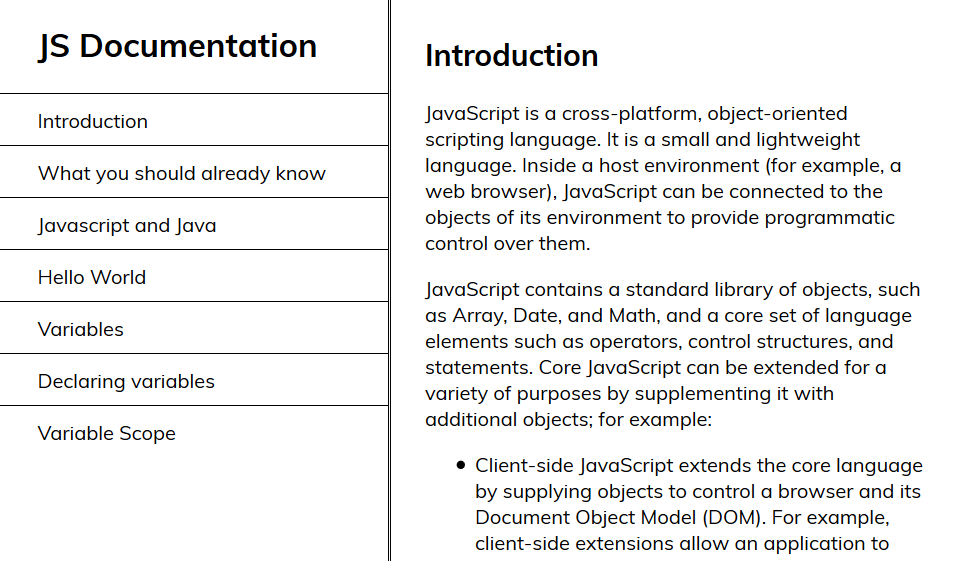 JS Documentation
Introduction
What you should already know
Javascript and Java
Hello World
Variables
Declaring variables
Variable Scope
Introduction
JavaScript is a cross-platform, object-oriented
scripting language. It is a small and lightweight
language. Inside a host environment (for example, a
web browser), JavaScript can be connected to the
objects of its environment to provide programmatic
control over them.
JavaScript contains a standard library of objects, such
as Array, Date, and Math, and a core set of language
elements such as operators, control structures, and
statements. Core JavaScript can be extended for a
variety of purposes by supplementing it with
additional objects; for example:
● Client-side JavaScript extends the core language
by supplying objects to control a browser and its
Document Object Model (DOM). For example,
client-side extensions allow an application to